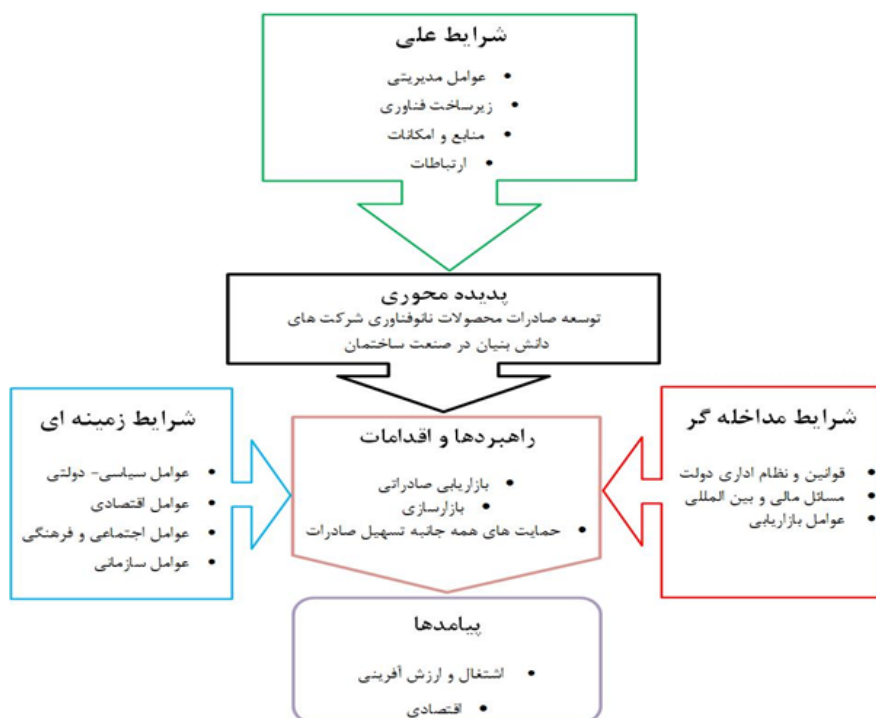 شرایط علی
• عوامل مدیریتی
• زیرساخت فناوری
• منابع و امکانات
• ارتباطات
پدیده محوری
توسعه صادرات محصولات نانوفناوری شرکت های
دانش بنیان در صنعت ساختمان
شرایط مداخله گر
• قوانین و نظام اداری دولت
• مسائل مالی و بین المللی
• عوامل بازاریابی
راهبردها و اقدامات
• بازاریابی صادراتی
• بازارسازی
• حمایت های همه جانبه تسهیل صادرات
شرایط زمینه ای
• عوامل سیاسی- دولتی
• عوامل اقتصادی
• عوامل اجتماعی و فرهنگی
• عوامل سازمانی
پیامدها
• اشتغال و ارزش آفرینی
• اقتصادی